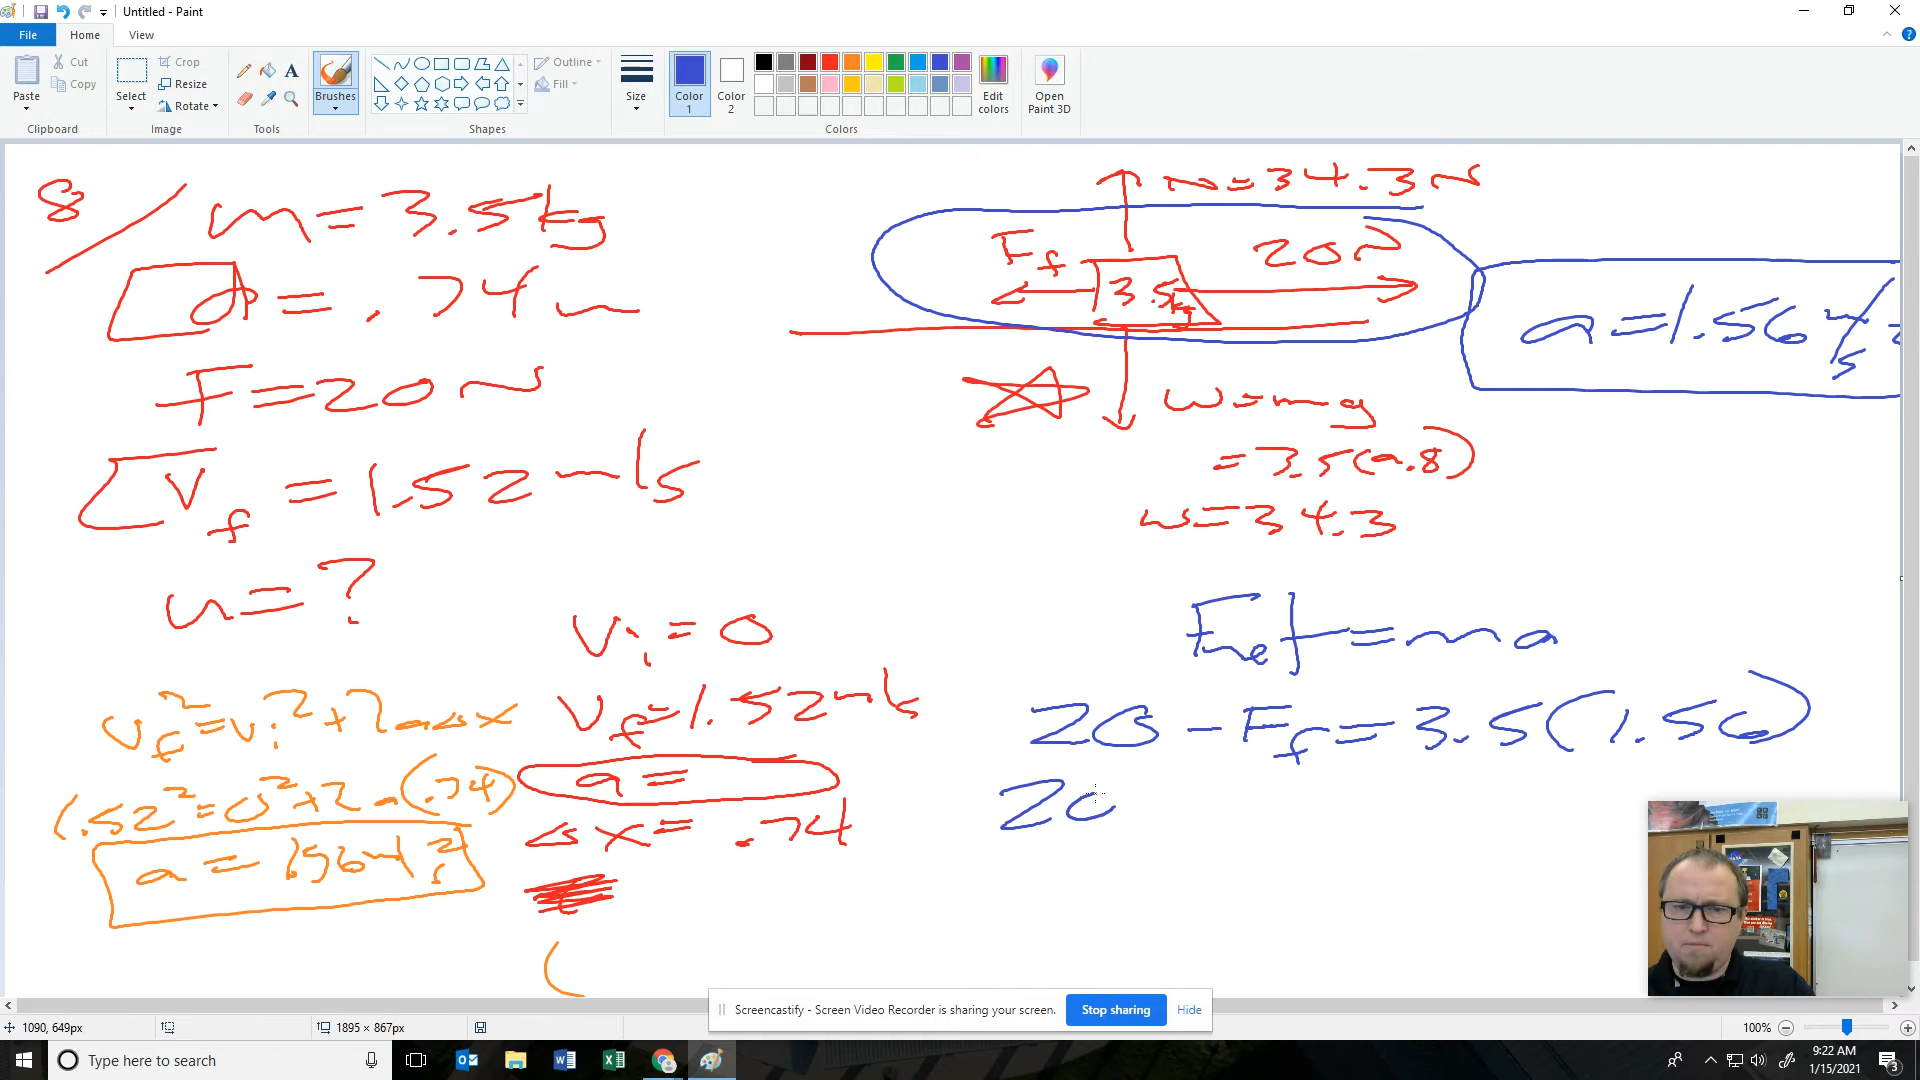 Untitled - Paint
File Home View
Paste Cut Copy Clipboard
Select Crop Resize Rotate Image
Tools
Brushes
Shapes
Outline Fill
Size
Color 1 Color 2
Colors
Edit colors
Open Paint 3D
8/ m = 3.5 kg
d = .74 m
F = 20 N
Vf = 1.52 m/s
u = ?
N = 34.3 N
Ff 3.5kg 20 N
a = 1.56 m/s
w = mg
= 3.5(9.8)
w = 34.3
Vi = 0
Vf = 1.52 m/s
a =
Δx = .74
(
Vf² = Vi² + 2aΔx
1.52² = 0² + 2a(.74)
a = 1.56 m/s²
Fnet = ma
20 - Ff = 3.5(1.56)
20
Screencastify - Screen Video Recorder is sharing your screen. Stop sharing Hide
1090, 649px 1895 × 867px 100%
Type here to search
9:22 AM
1/15/2021
3